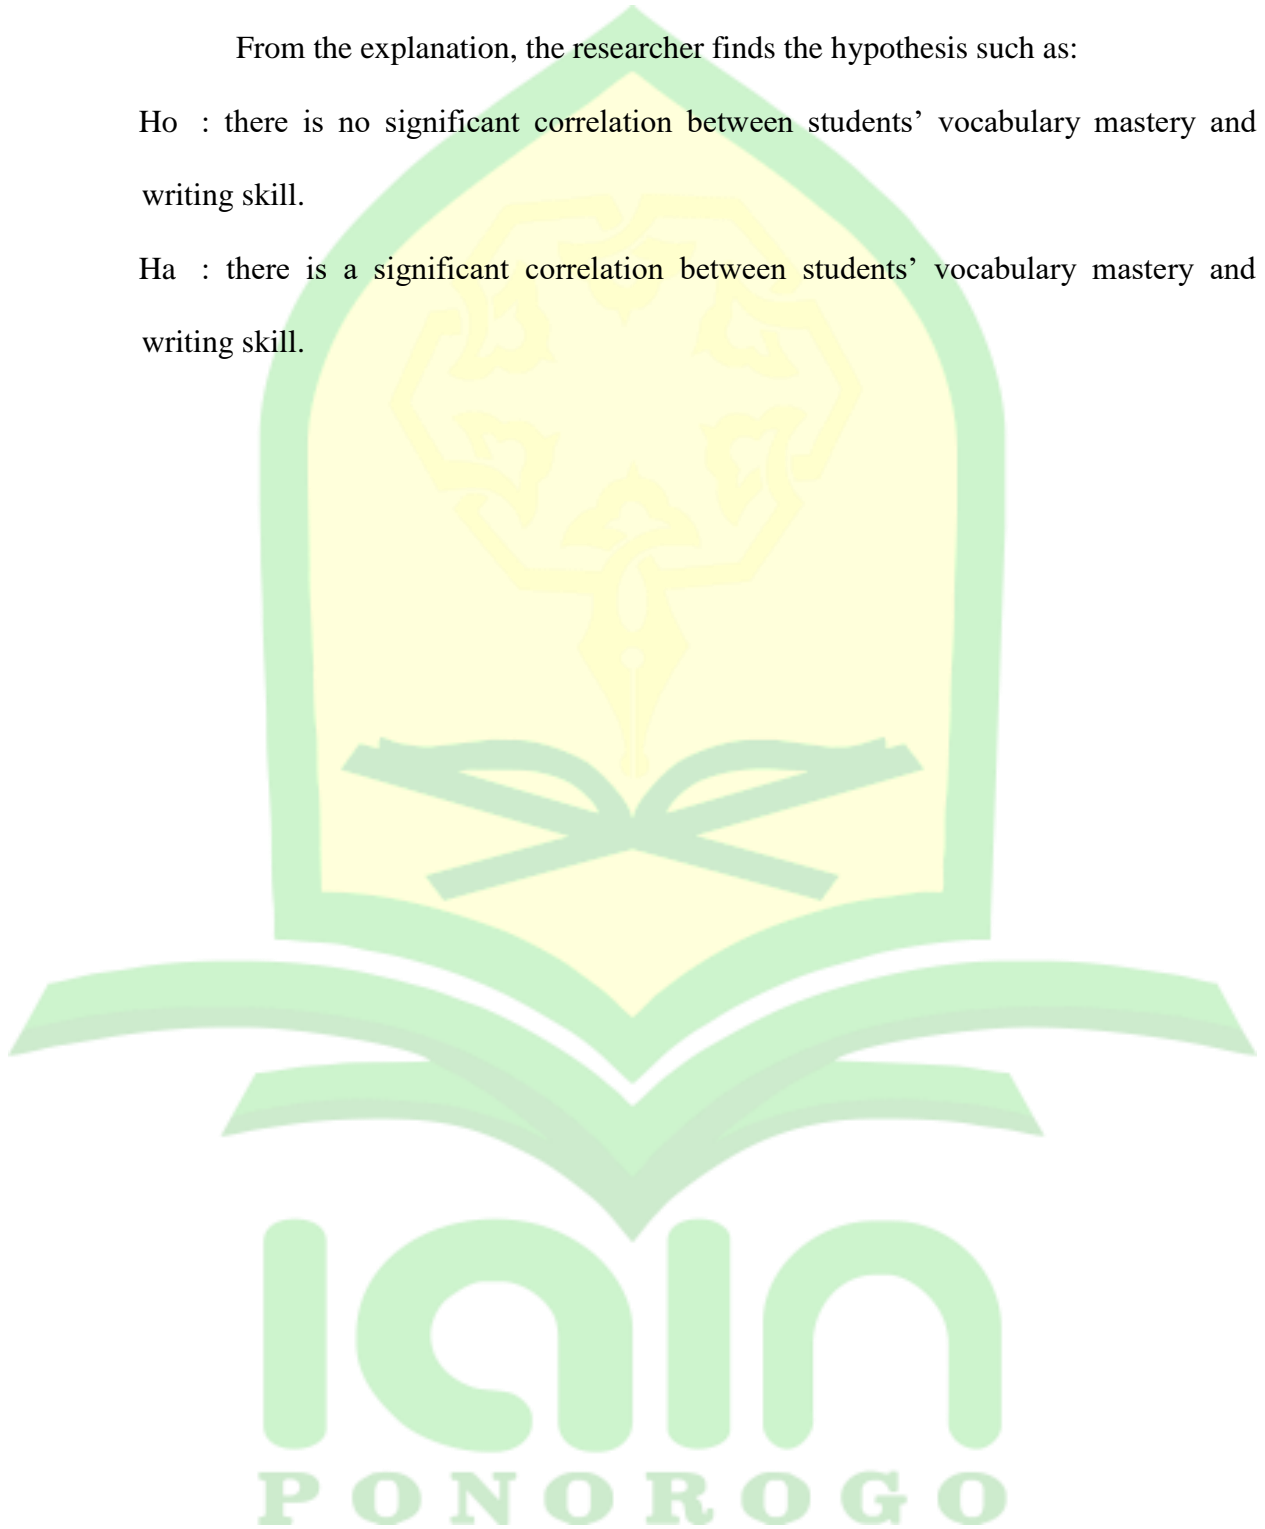 From the explanation, the researcher finds the hypothesis such as:
Ho : there is no significant correlation between students’ vocabulary mastery and
writing skill.
Ha : there is a significant correlation between students’ vocabulary mastery and
writing skill.
iain
PONOROGO